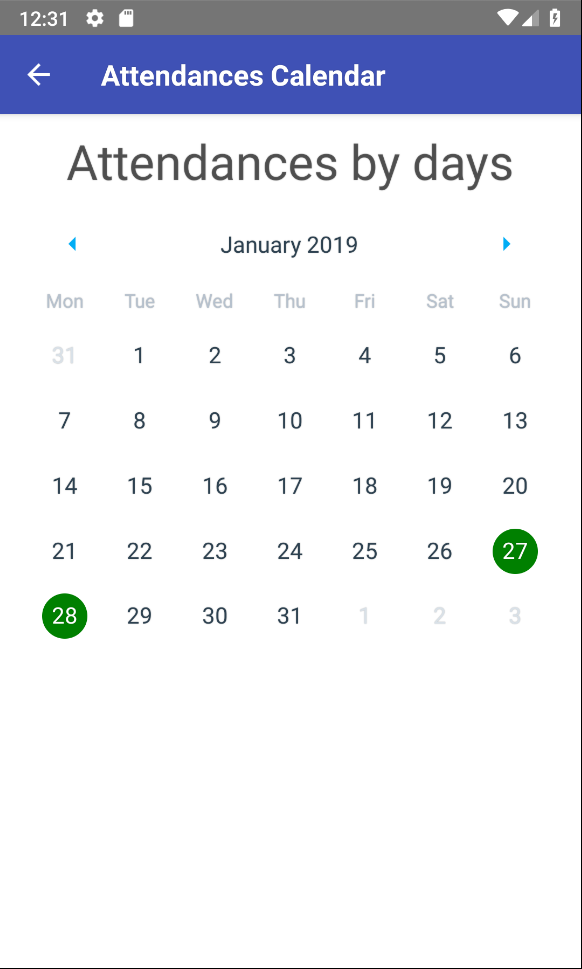 12:31
Attendances Calendar
Attendances by days
January 2019
Mon Tue Wed Thu Fri Sat Sun
31 1 2 3 4 5 6
7 8 9 10 11 12 13
14 15 16 17 18 19 20
21 22 23 24 25 26 27
28 29 30 31 1 2 3